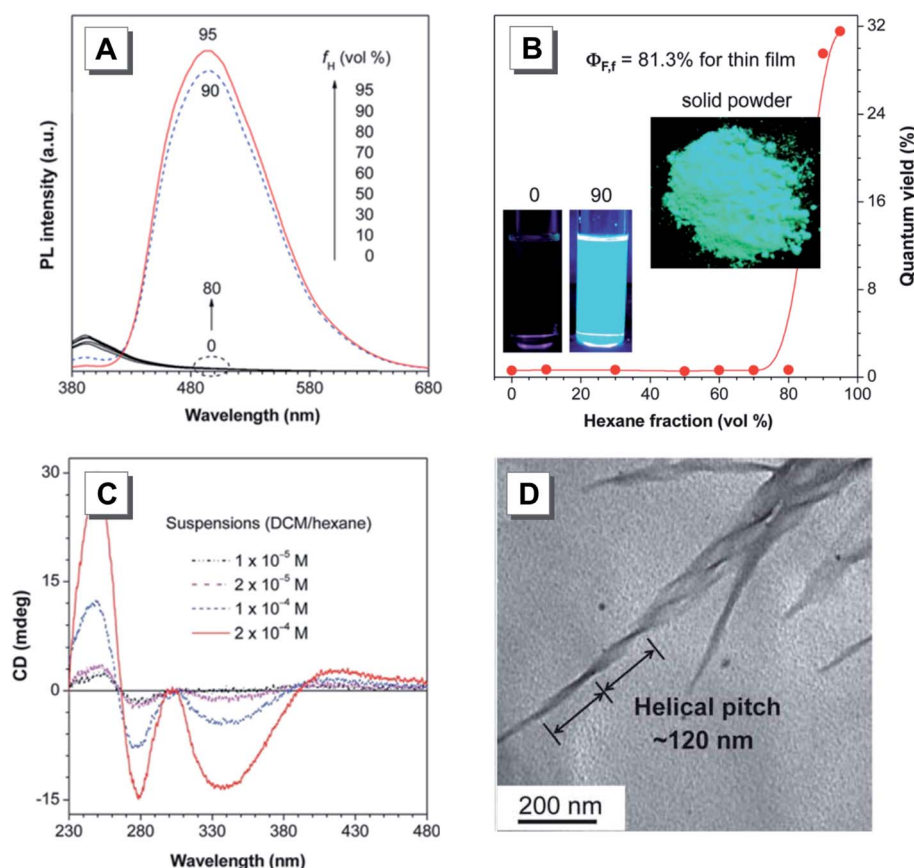 A
95
90
f_H (vol %)
95
90
80
70
60
50
30
10
0
80
0
PL intensity (a.u.)
380 480 580 680
Wavelength (nm)
B
Φ_F,f = 81.3% for thin film
solid powder
0 90
32
24
16
8
0
Quantum yield (%)
0 20 40 60 80 100
Hexane fraction (vol %)
C
30
15
0
-15
CD (mdeg)
Suspensions (DCM/hexane)
1 x 10⁻⁵ M
2 x 10⁻⁵ M
1 x 10⁻⁴ M
2 x 10⁻⁴ M
230 280 330 380 430 480
Wavelength (nm)
D
Helical pitch
~120 nm
200 nm